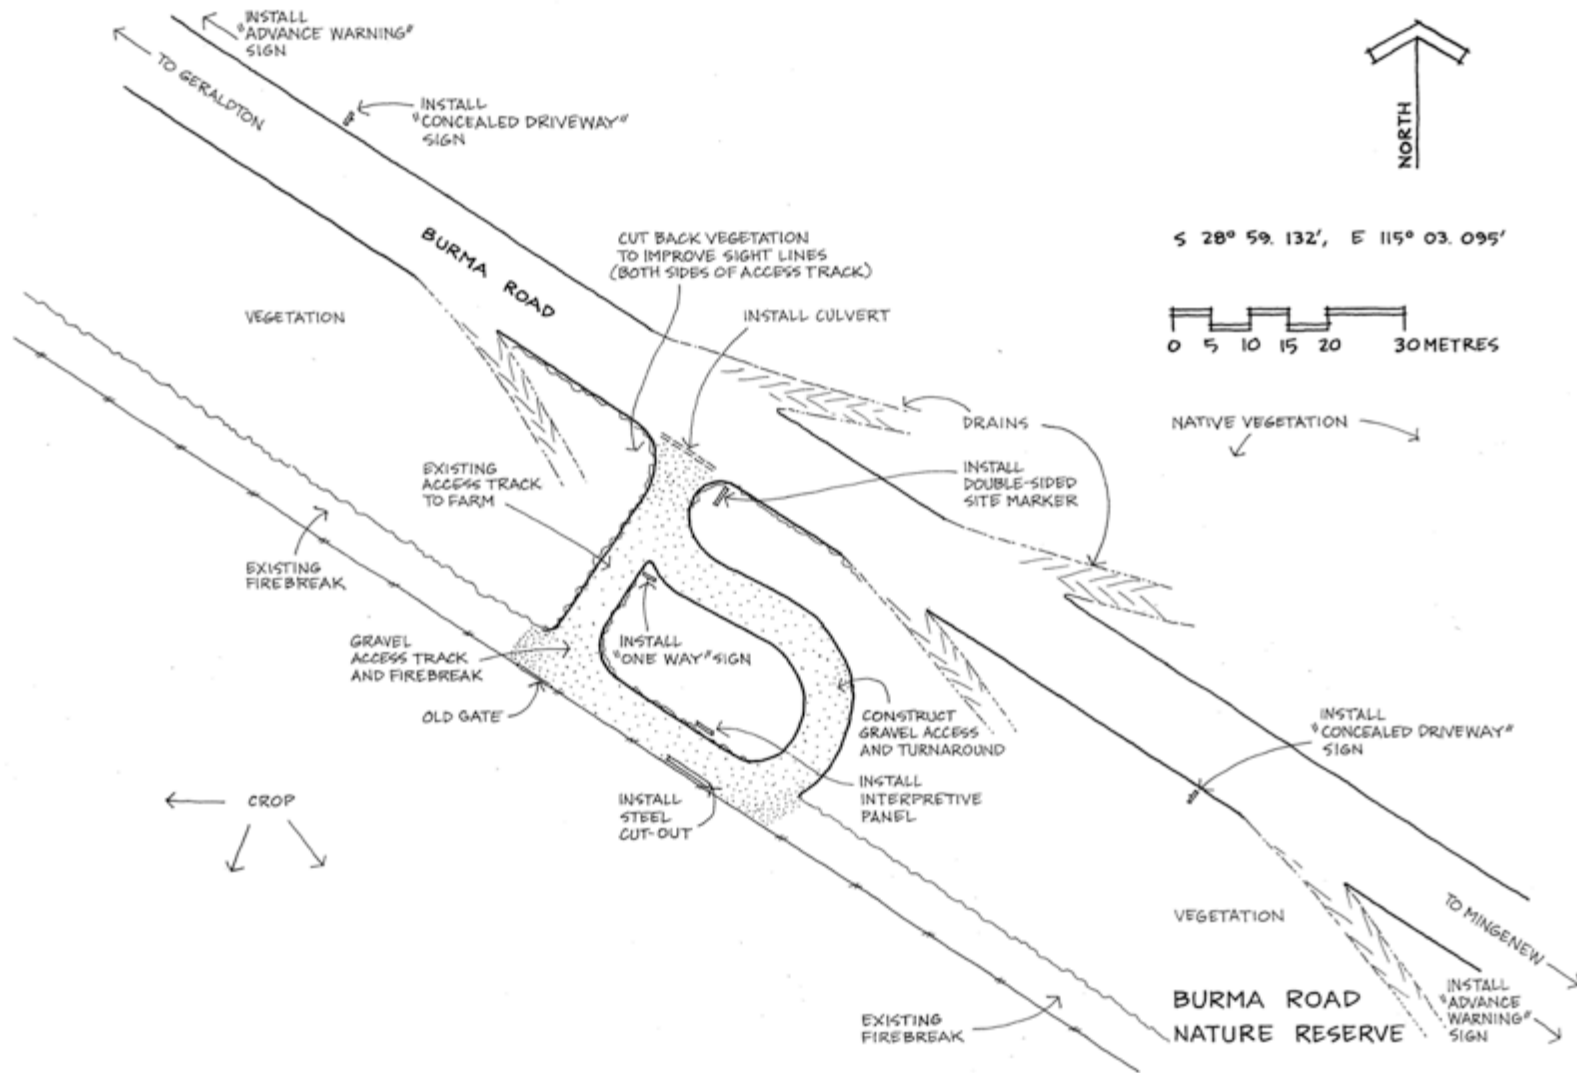 INSTALL
"ADVANCE WARNING"
SIGN
TO GERALDTON
INSTALL
"CONCEALED DRIVEWAY"
SIGN
NORTH
BURMA ROAD
CUT BACK VEGETATION
TO IMPROVE SIGHT LINES
(BOTH SIDES OF ACCESS TRACK)
S 28° 59. 132', E 115° 03. 095'
VEGETATION
INSTALL CULVERT
0 5 10 15 20 30 METRES
DRAINS
NATIVE VEGETATION
EXISTING
ACCESS TRACK
TO FARM
INSTALL
DOUBLE-SIDED
SITE MARKER
EXISTING
FIREBREAK
GRAVEL
ACCESS TRACK
AND FIREBREAK
INSTALL
"ONE WAY" SIGN
OLD GATE
CONSTRUCT
GRAVEL ACCESS
AND TURNAROUND
INSTALL
"CONCEALED DRIVEWAY"
SIGN
CROP
INSTALL
STEEL
CUT-OUT
INSTALL
INTERPRETIVE
PANEL
VEGETATION
TO MINGENEW
EXISTING
FIREBREAK
BURMA ROAD
NATURE RESERVE
INSTALL
"ADVANCE
WARNING"
SIGN